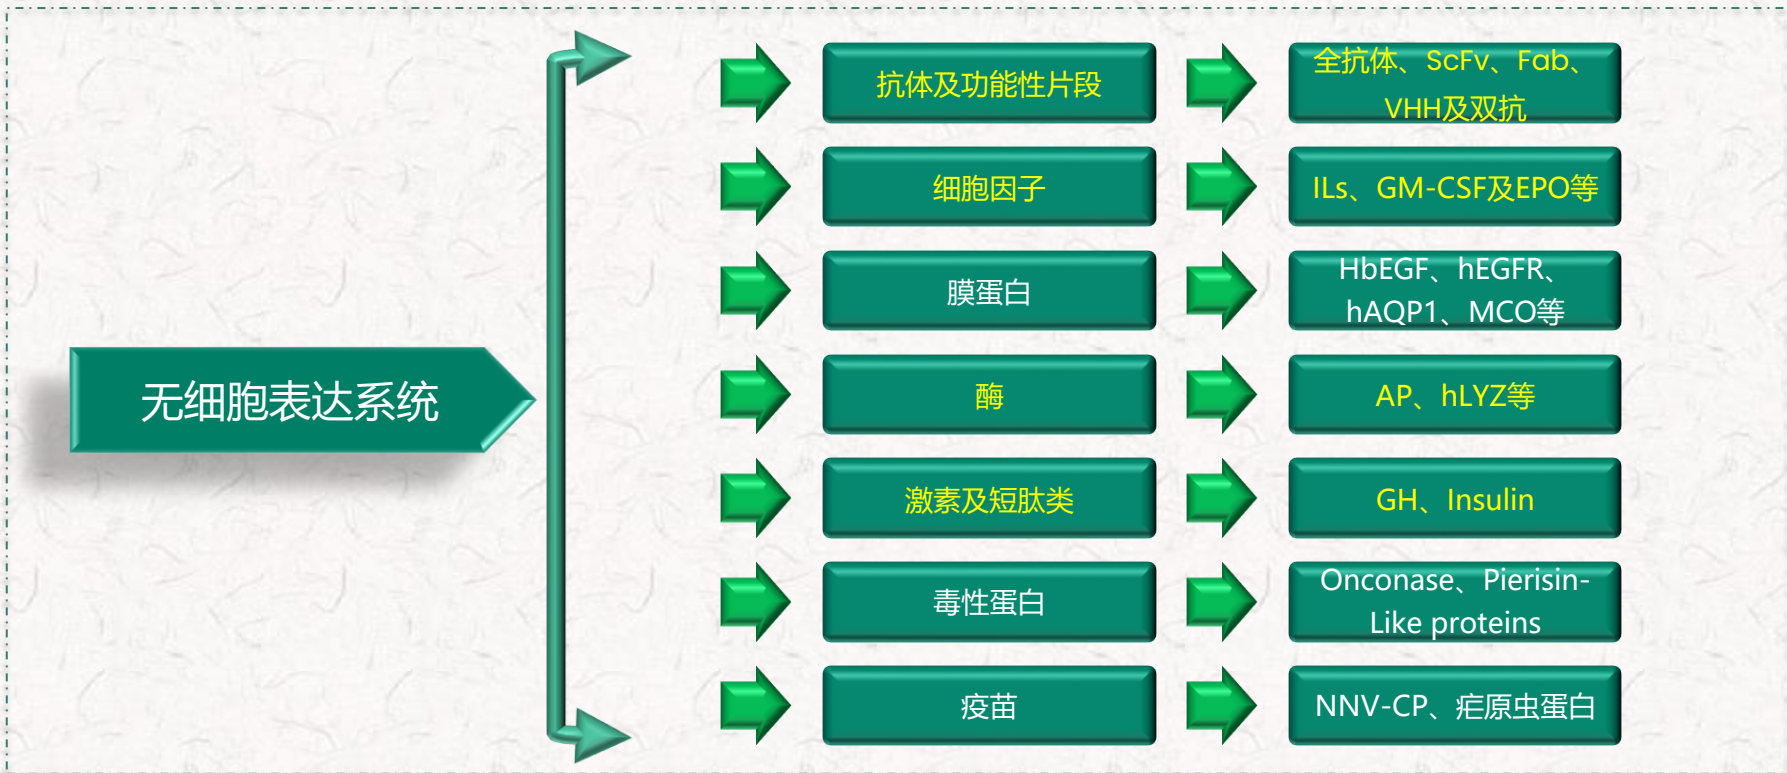 无细胞表达系统
抗体及功能性片段
全抗体、ScFv、Fab、
VHH及双抗
细胞因子
ILs、GM-CSF及EPO等
膜蛋白
HbEGF、hEGFR、
hAQP1、MCO等
酶
AP、hLYZ等
激素及短肽类
GH、Insulin
毒性蛋白
Onconase、Pierisin-
Like proteins
疫苗
NNV-CP、疟原虫蛋白